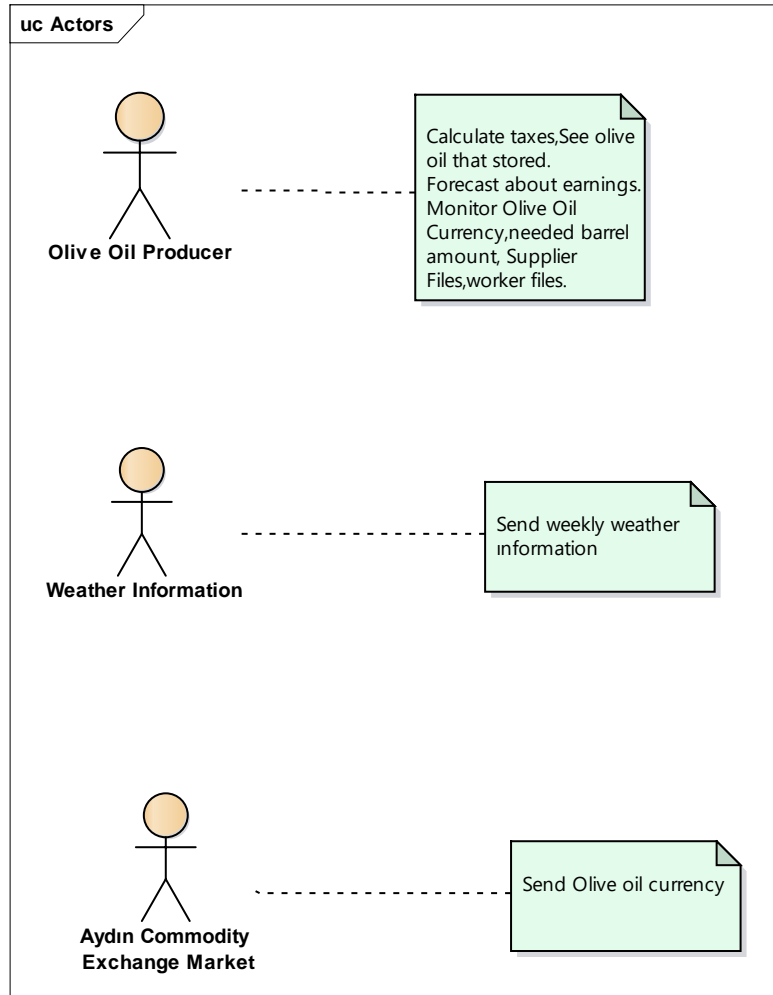 uc Actors
Calculate taxes,See olive
oil that stored.
Forecast about earnings.
Monitor Olive Oil
Currency,needed barrel
amount, Supplier
Files,worker files.
Olive Oil Producer
Send weekly weather
ınformation
Weather Information
Send Olive oil currency
Aydın Commodity
Exchange Market